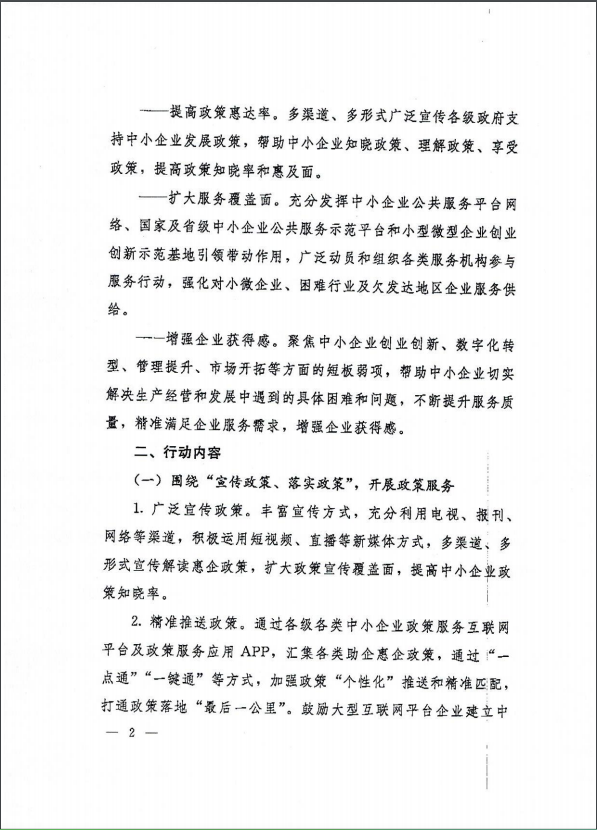 ——提高政策惠达率。多渠道、多形式广泛宣传各级政府支
持中小企业发展政策，帮助中小企业知晓政策、理解政策、享受
政策，提高政策知晓率和惠及面。
——扩大服务覆盖面。充分发挥中小企业公共服务平台网
络、国家及省级中小企业公共服务示范平台和小型微型企业创业
创新示范基地引领带动作用，广泛动员和组织各类服务机构参与
服务行动，强化对小微企业、困难行业及欠发达地区企业服务供
给。
——增强企业获得感。聚焦中小企业创业创新、数字化转
型、管理提升、市场开拓等方面的短板弱项，帮助中小企业切实
解决生产经营和发展中遇到的具体困难和问题，不断提升服务质
量，精准满足企业服务需求，增强企业获得感。
二、行动内容
（一）围绕“宣传政策、落实政策”，开展政策服务
1. 广泛宣传政策。丰富宣传方式，充分利用电视、报刊、
网络等渠道，积极运用短视频、直播等新媒体方式，多渠道、多
形式宣传解读惠企政策，扩大政策宣传覆盖面，提高中小企业政
策知晓率。
2. 精准推送政策。通过各级各类中小企业政策服务互联网
平台及政策服务应用 APP，汇集各类助企惠企政策，通过“一
点通”“一键通”等方式，加强政策“个性化”推送和精准匹配，
打通政策落地“最后一公里”。鼓励大型互联网平台企业建立中
— 2 —